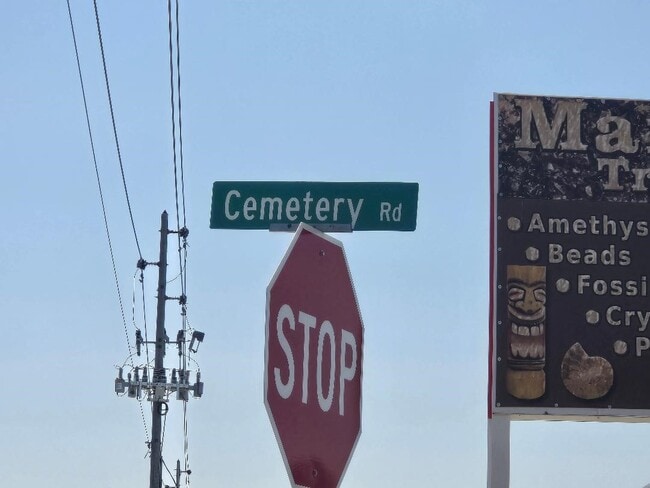 Cemetery Rd
STOP
Ma
Tr
Amethys
Beads
Fossi
Cry
P